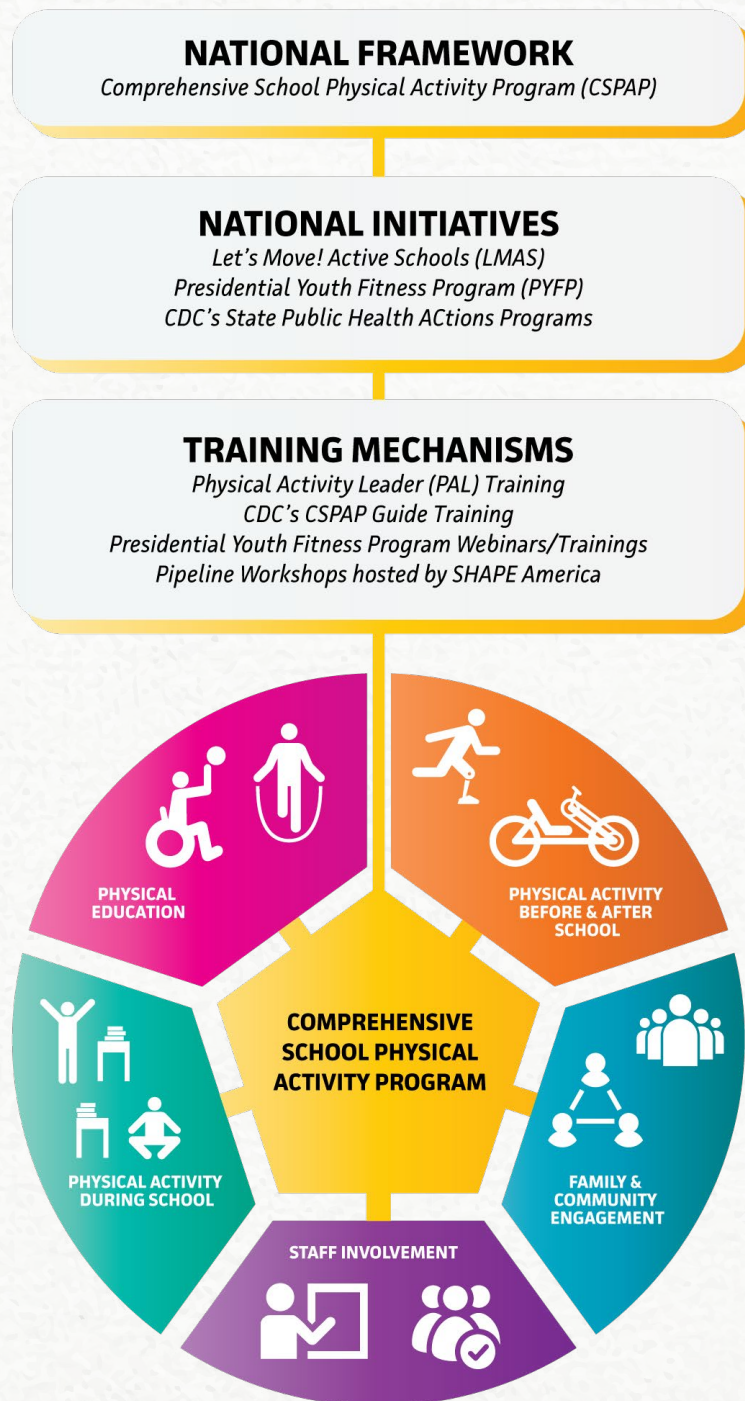 NATIONAL FRAMEWORK
Comprehensive School Physical Activity Program (CSPAP)
NATIONAL INITIATIVES
Let's Move! Active Schools (LMAS)
Presidential Youth Fitness Program (PYFP)
CDC's State Public Health ACtions Programs
TRAINING MECHANISMS
Physical Activity Leader (PAL) Training
CDC's CSPAP Guide Training
Presidential Youth Fitness Program Webinars/Trainings
Pipeline Workshops hosted by SHAPE America
PHYSICAL
EDUCATION
PHYSICAL ACTIVITY
BEFORE & AFTER
SCHOOL
COMPREHENSIVE
SCHOOL PHYSICAL
ACTIVITY PROGRAM
PHYSICAL ACTIVITY
DURING SCHOOL
FAMILY &
COMMUNITY
ENGAGEMENT
STAFF INVOLVEMENT